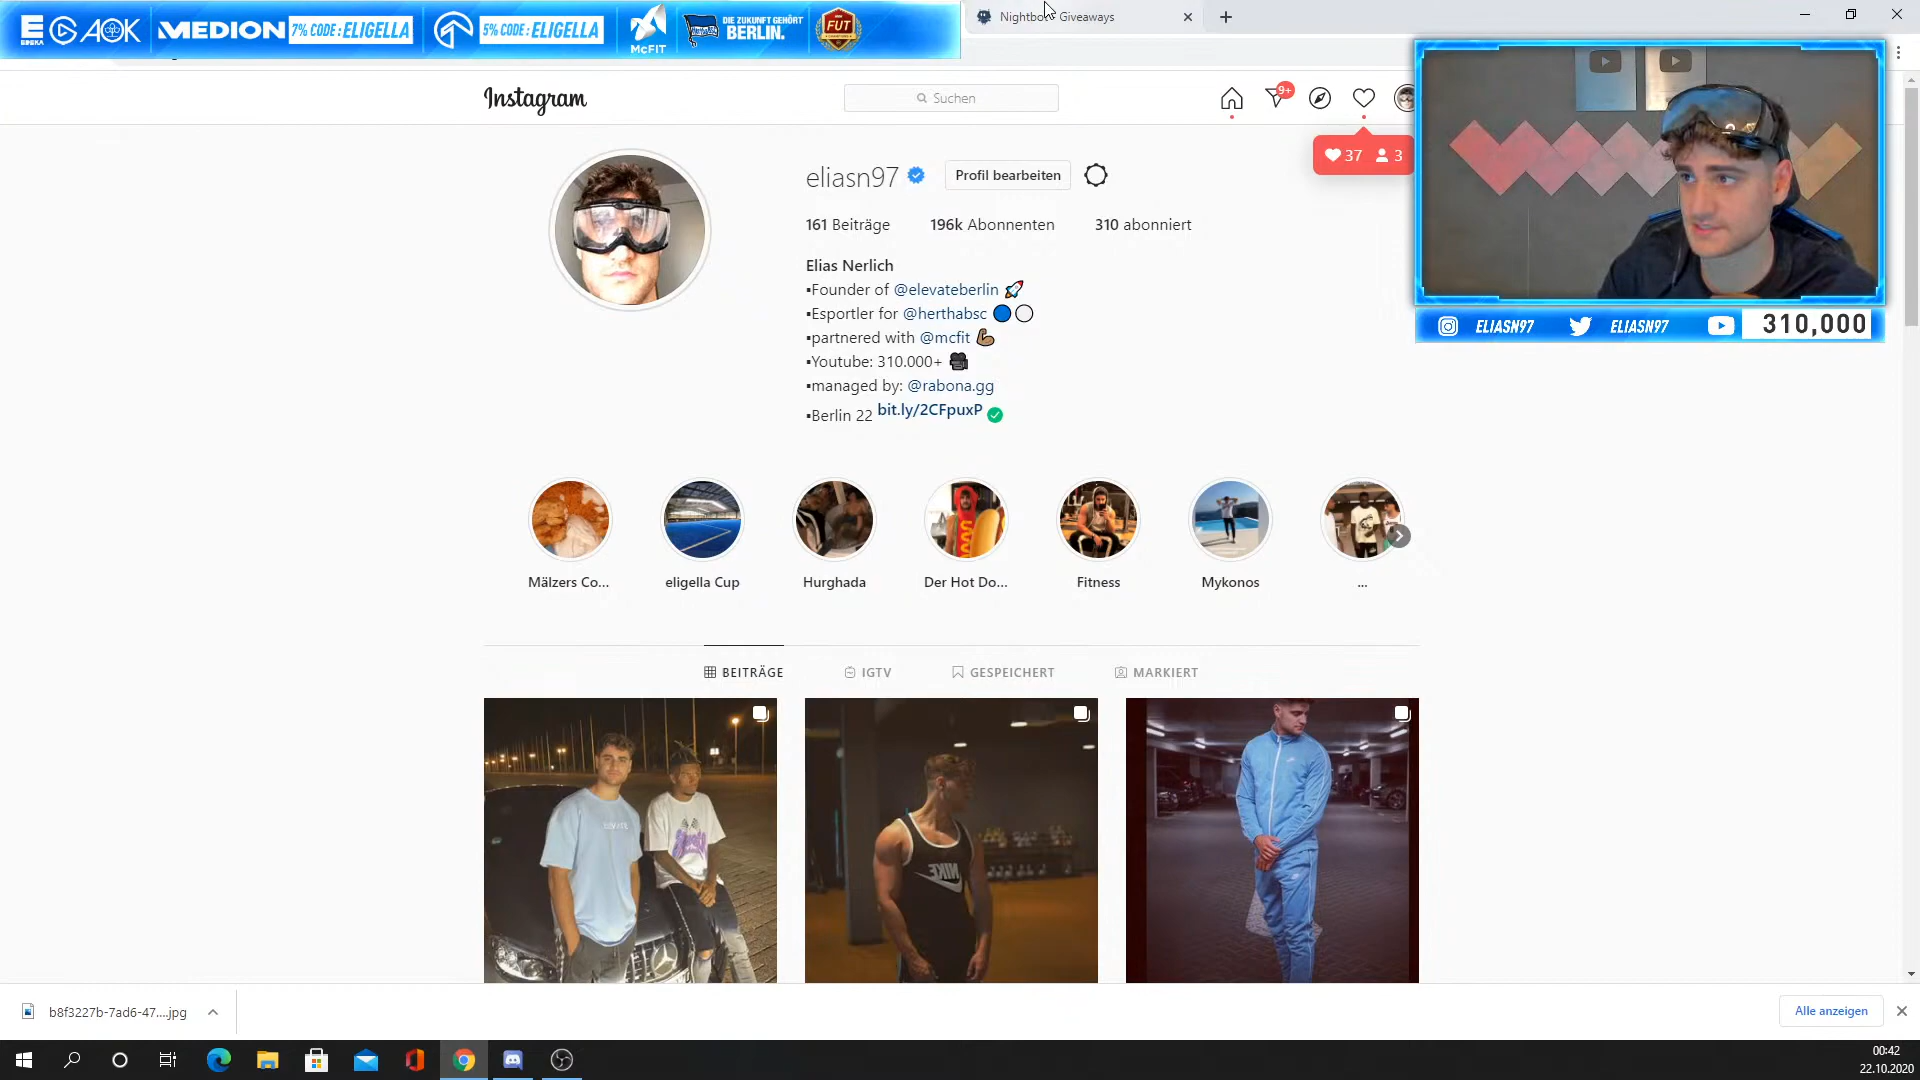 E EREKA AOK MEDION 7% CODE: ELIGELLA 5% CODE: ELIGELLA McFIT DIE ZUKUNFT GEHÖRT BERLIN. FUT
Giveaways
Instagram
Suchen
9+
37 3
eliasn97 Profil bearbeiten
161 Beiträge 196k Abonnenten 310 abonniert
Elias Nerlich
▪Founder of @elevateberlin 🚀
▪Esportler for @herthabsc 🔵⚪
▪partnered with @mcfit 💪🏽
▪Youtube: 310.000+ 🎥
▪managed by: @rabona.gg
▪Berlin 22 bit.ly/2CFpuxP
ELIASN97 ELIASN97 310,000
Mälzers Co... eligella Cup Hurghada Der Hot Do... Fitness Mykonos ...
BEITRÄGE IGTV GESPEICHERT MARKIERT
NIKE
b8f3227b-7ad6-47....jpg
Alle anzeigen
00:42
22.10.2020